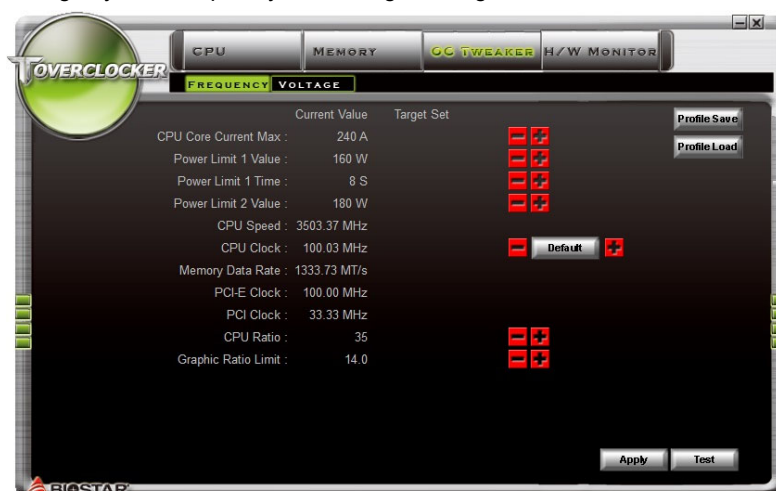 CPU MEMORY OC TWEAKER H/W MONITOR
TOVERCLOCKER
FREQUENCY VOLTAGE
Current Value Target Set
Profile Save
CPU Core Current Max : 240 A
Profile Load
Power Limit 1 Value : 160 W
Power Limit 1 Time : 8 S
Power Limit 2 Value : 180 W
CPU Speed : 3503.37 MHz
CPU Clock : 100.03 MHz Default
Memory Data Rate : 1333.73 MT/s
PCI-E Clock : 100.00 MHz
PCI Clock : 33.33 MHz
CPU Ratio : 35
Graphic Ratio Limit : 14.0
Apply Test
BIOSTAR